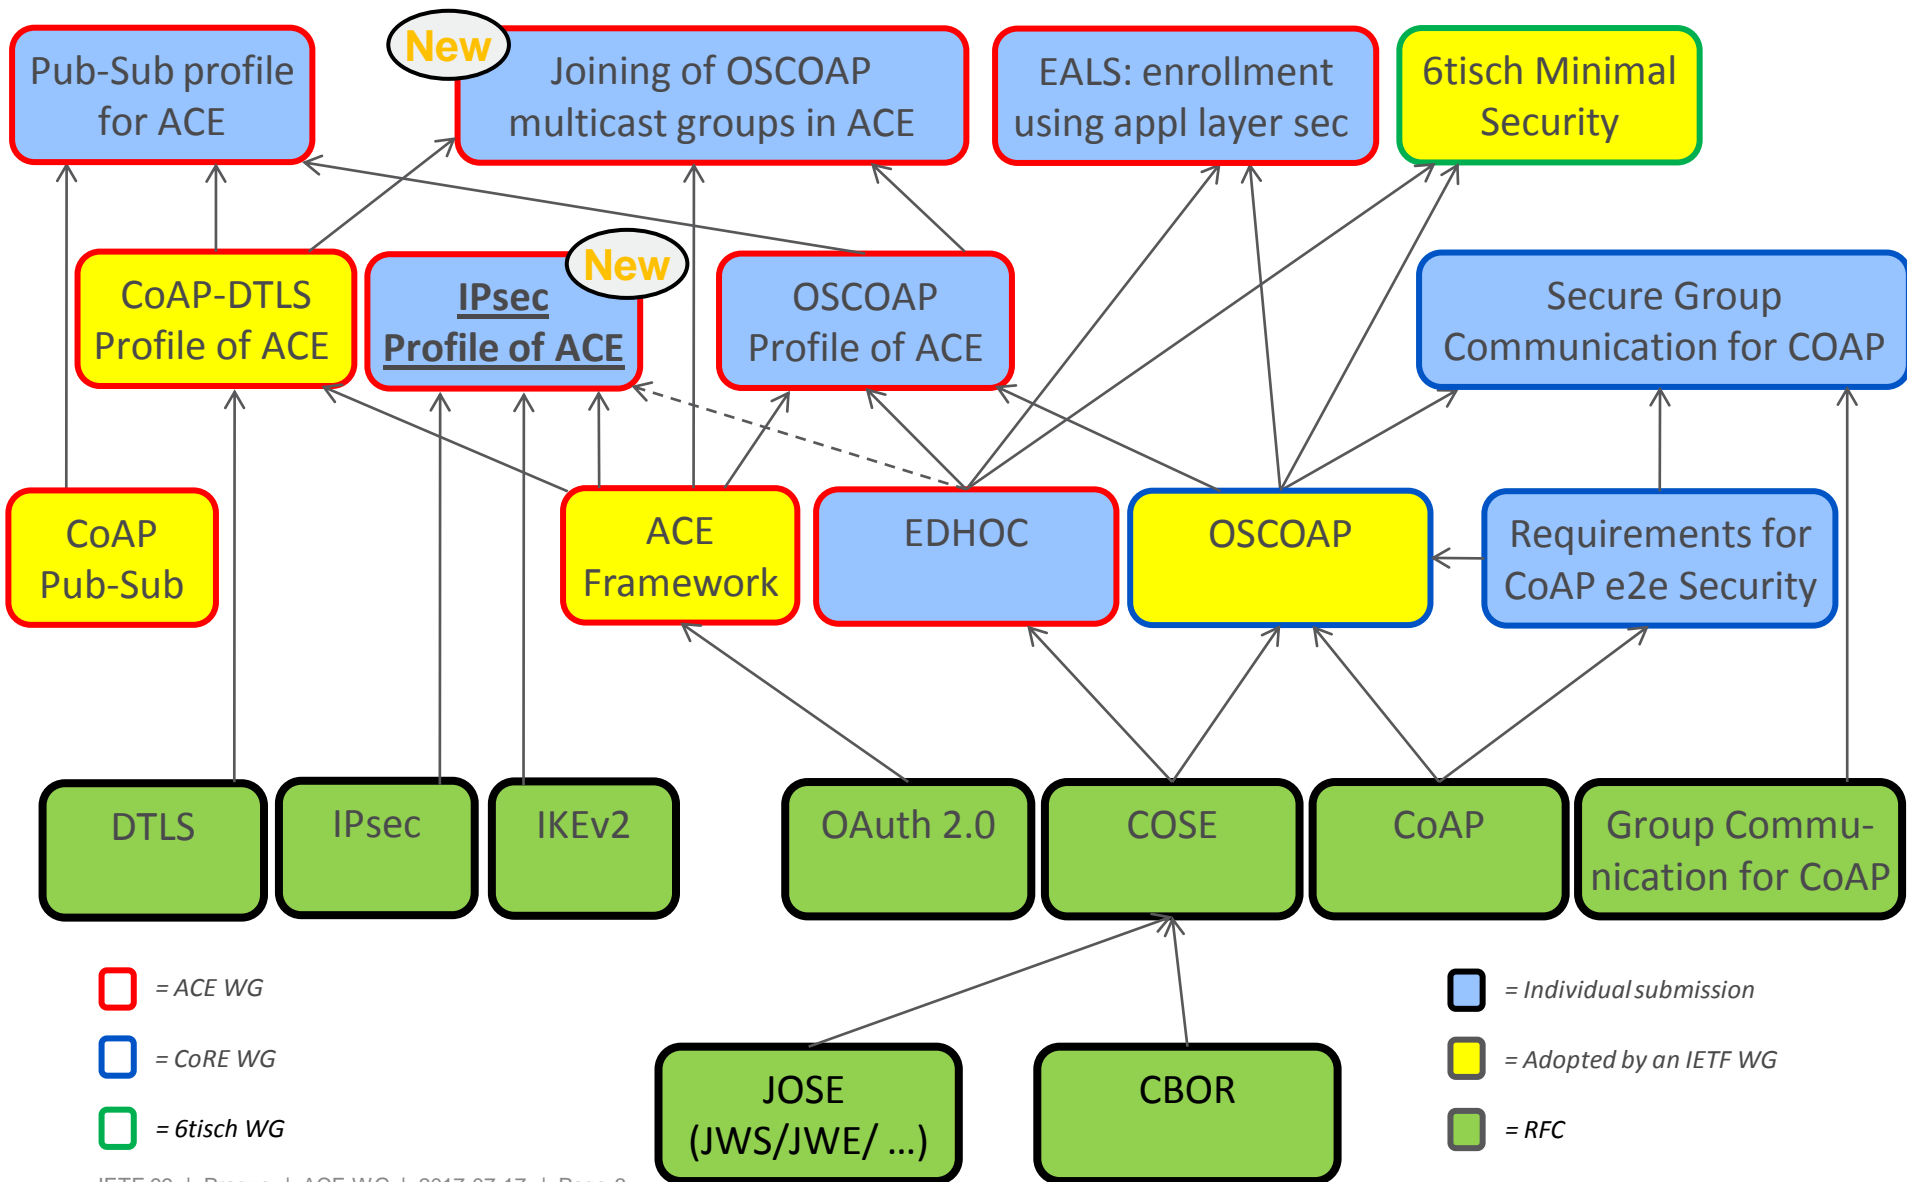 New
Pub-Sub profile
for ACE
Joining of OSCOAP
multicast groups in ACE
EALS: enrollment
using appl layer sec
6tisch Minimal
Security
New
CoAP-DTLS
Profile of ACE
IPsec
Profile of ACE
OSCOAP
Profile of ACE
Secure Group
Communication for COAP
CoAP
Pub-Sub
ACE
Framework
EDHOC
OSCOAP
Requirements for
CoAP e2e Security
DTLS
IPsec
IKEv2
OAuth 2.0
COSE
CoAP
Group Commu-
nication for CoAP
= ACE WG
= CoRE WG
= 6tisch WG
JOSE
(JWS/JWE/ ...)
CBOR
= Individual submission
= Adopted by an IETF WG
= RFC